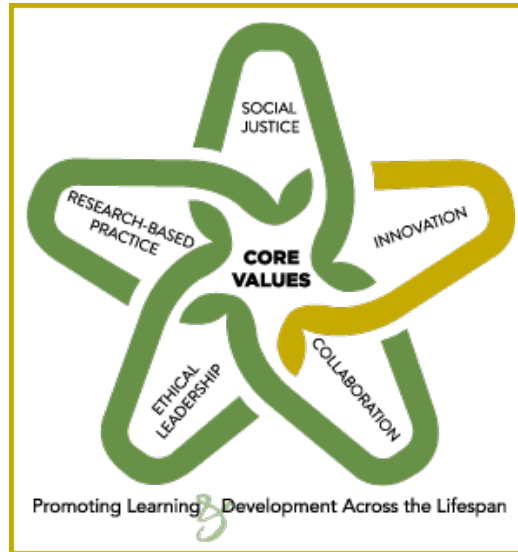 SOCIAL
JUSTICE
RESEARCH-BASED
PRACTICE
INNOVATION
CORE
VALUES
ETHICAL
LEADERSHIP
COLLABORATION
Promoting Learning & Development Across the Lifespan